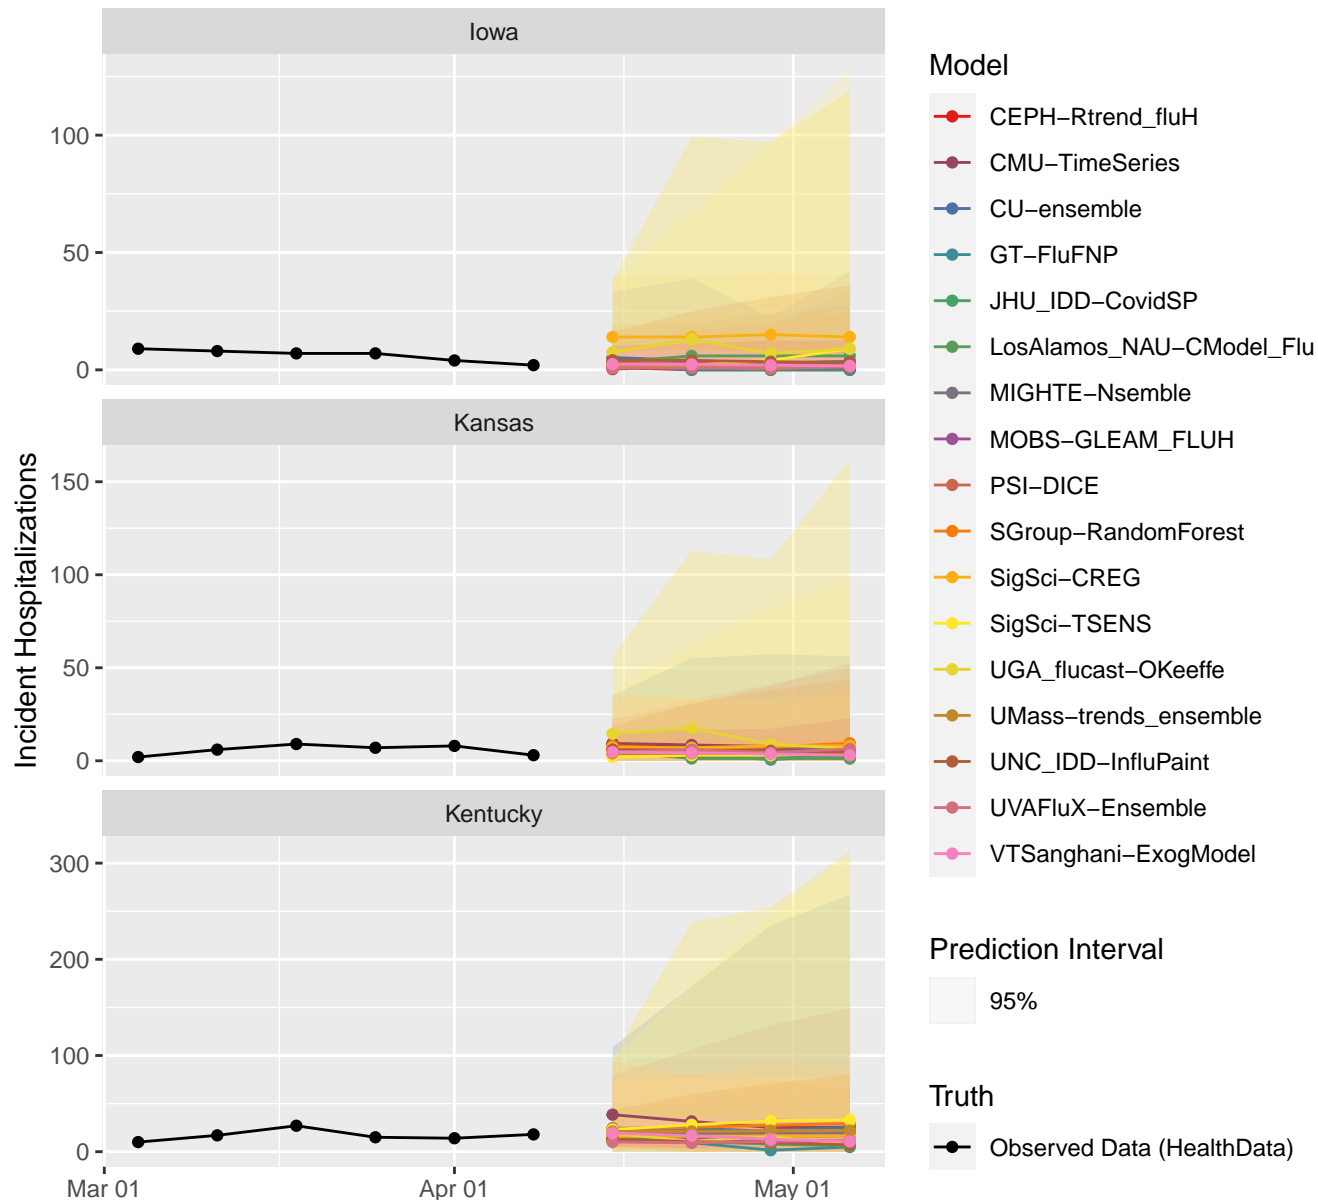 Iowa
100
50
0
Kansas
150
100
50
0
Kentucky
300
200
100
0
Mar 01
Apr 01
May 01
Incident Hospitalizations
Model
CEPH−Rtrend_fluH
CMU−TimeSeries
CU−ensemble
GT−FluFNP
JHU_IDD−CovidSP
LosAlamos_NAU−CModel_Flu
MIGHTE−Nsemble
MOBS−GLEAM_FLUH
PSI−DICE
SGroup−RandomForest
SigSci−CREG
SigSci−TSENS
UGA_flucast−OKeeffe
UMass−trends_ensemble
UNC_IDD−InfluPaint
UVAFluX−Ensemble
VTSanghani−ExogModel
Prediction Interval
95%
Truth
Observed Data (HealthData)